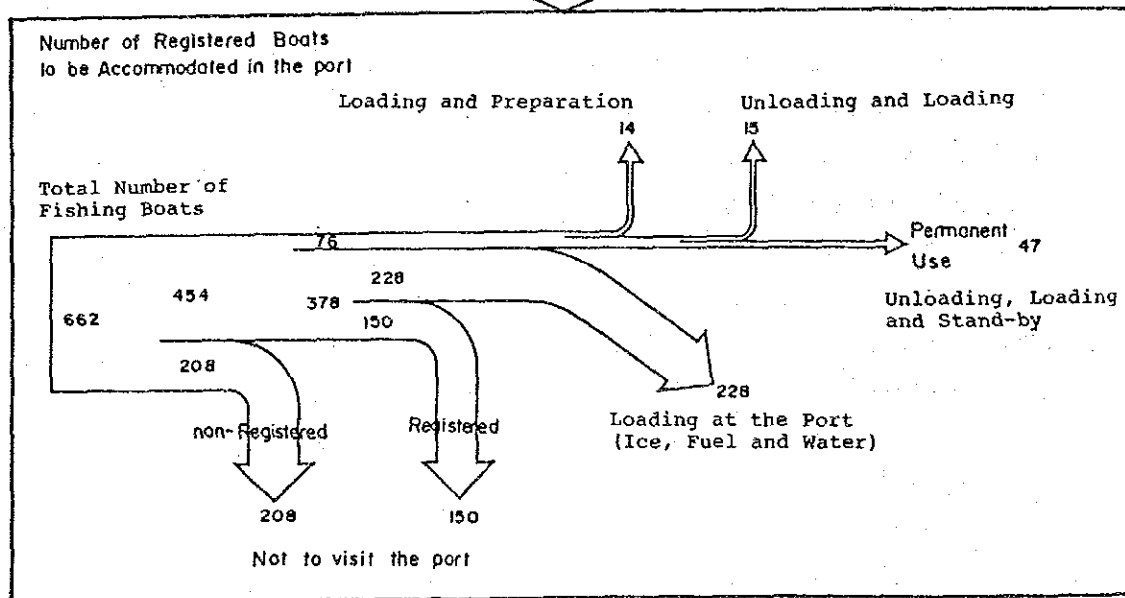 Number of Registered Boats
to be Accommodated in the port
Loading and Preparation
14
Unloading and Loading
15
Total Number of
Fishing Boats
76
Permanent
Use
47
Unloading, Loading
and Stand-by
662
454
378
228
150
208
228
Loading at the Port
(Ice, Fuel and Water)
non-Registered
Registered
208
150
Not to visit the port